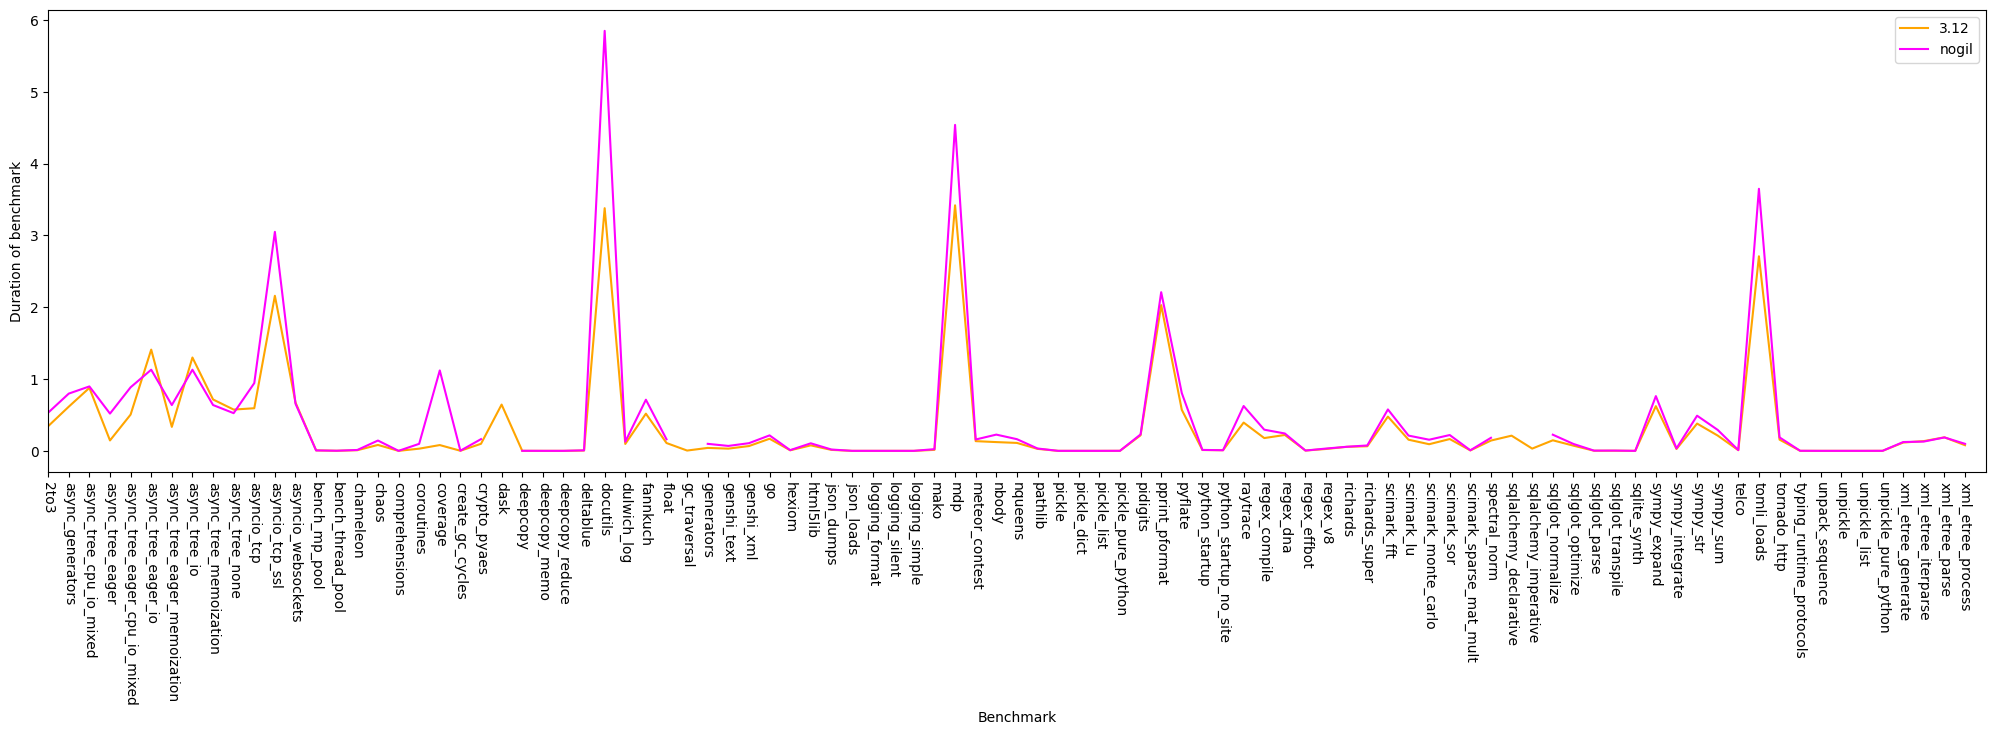 6
5
4
3
2
1
0
Duration of benchmark
3.12
nogil
2to3
async_generators
async_tree_cpu_io_mixed
async_tree_eager
async_tree_eager_cpu_io_mixed
async_tree_eager_io
async_tree_eager_memoization
async_tree_io
async_tree_memoization
async_tree_none
asyncio_tcp
asyncio_tcp_ssl
asyncio_websockets
bench_mp_pool
bench_thread_pool
chameleon
chaos
comprehensions
coroutines
coverage
create_gc_cycles
crypto_pyaes
dask
deepcopy
deepcopy_memo
deepcopy_reduce
deltablue
docutils
dulwich_log
fannkuch
float
gc_traversal
generators
genshi_text
genshi_xml
go
hexiom
html5lib
json_dumps
json_loads
logging_format
logging_silent
logging_simple
mako
mdp
meteor_contest
nbody
nqueens
pathlib
pickle
pickle_dict
pickle_list
pickle_pure_python
pidigits
pprint_pformat
pyflate
python_startup
python_startup_no_site
raytrace
regex_compile
regex_dna
regex_effbot
regex_v8
richards
richards_super
scimark_fft
scimark_lu
scimark_monte_carlo
scimark_sor
scimark_sparse_mat_mult
spectral_norm
sqlalchemy_declarative
sqlalchemy_imperative
sqlglot_normalize
sqlglot_optimize
sqlglot_parse
sqlglot_transpile
sqlite_synth
sympy_expand
sympy_integrate
sympy_str
sympy_sum
telco
tomli_loads
tornado_http
typing_runtime_protocols
unpack_sequence
unpickle
unpickle_list
unpickle_pure_python
xml_etree_generate
xml_etree_iterparse
xml_etree_parse
xml_etree_process
Benchmark